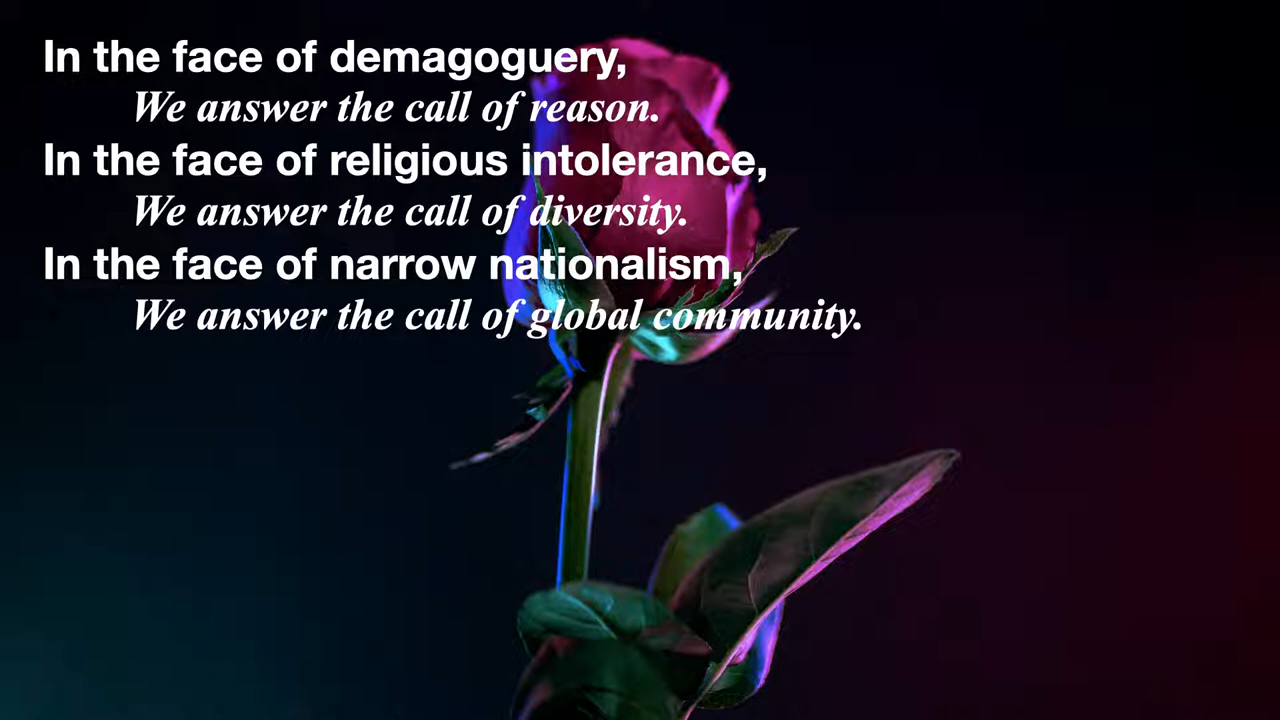 In the face of demagoguery,
We answer the call of reason.
In the face of religious intolerance,
We answer the call of diversity.
In the face of narrow nationalism,
We answer the call of global community.